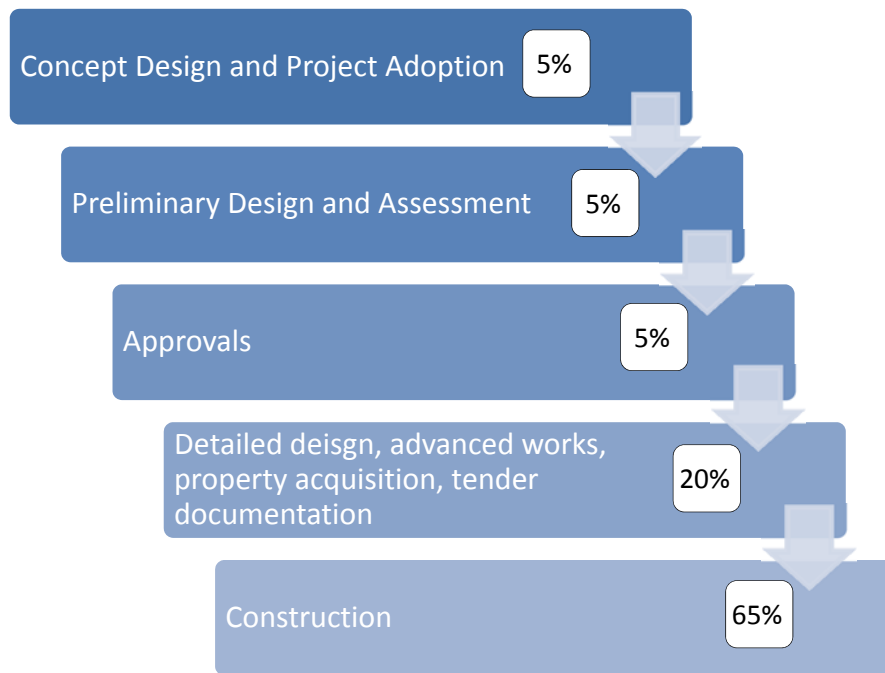 Concept Design and Project Adoption 5%
Preliminary Design and Assessment 5%
Approvals 5%
Detailed deisgn, advanced works,
property acquisition, tender 20%
documentation
Construction 65%